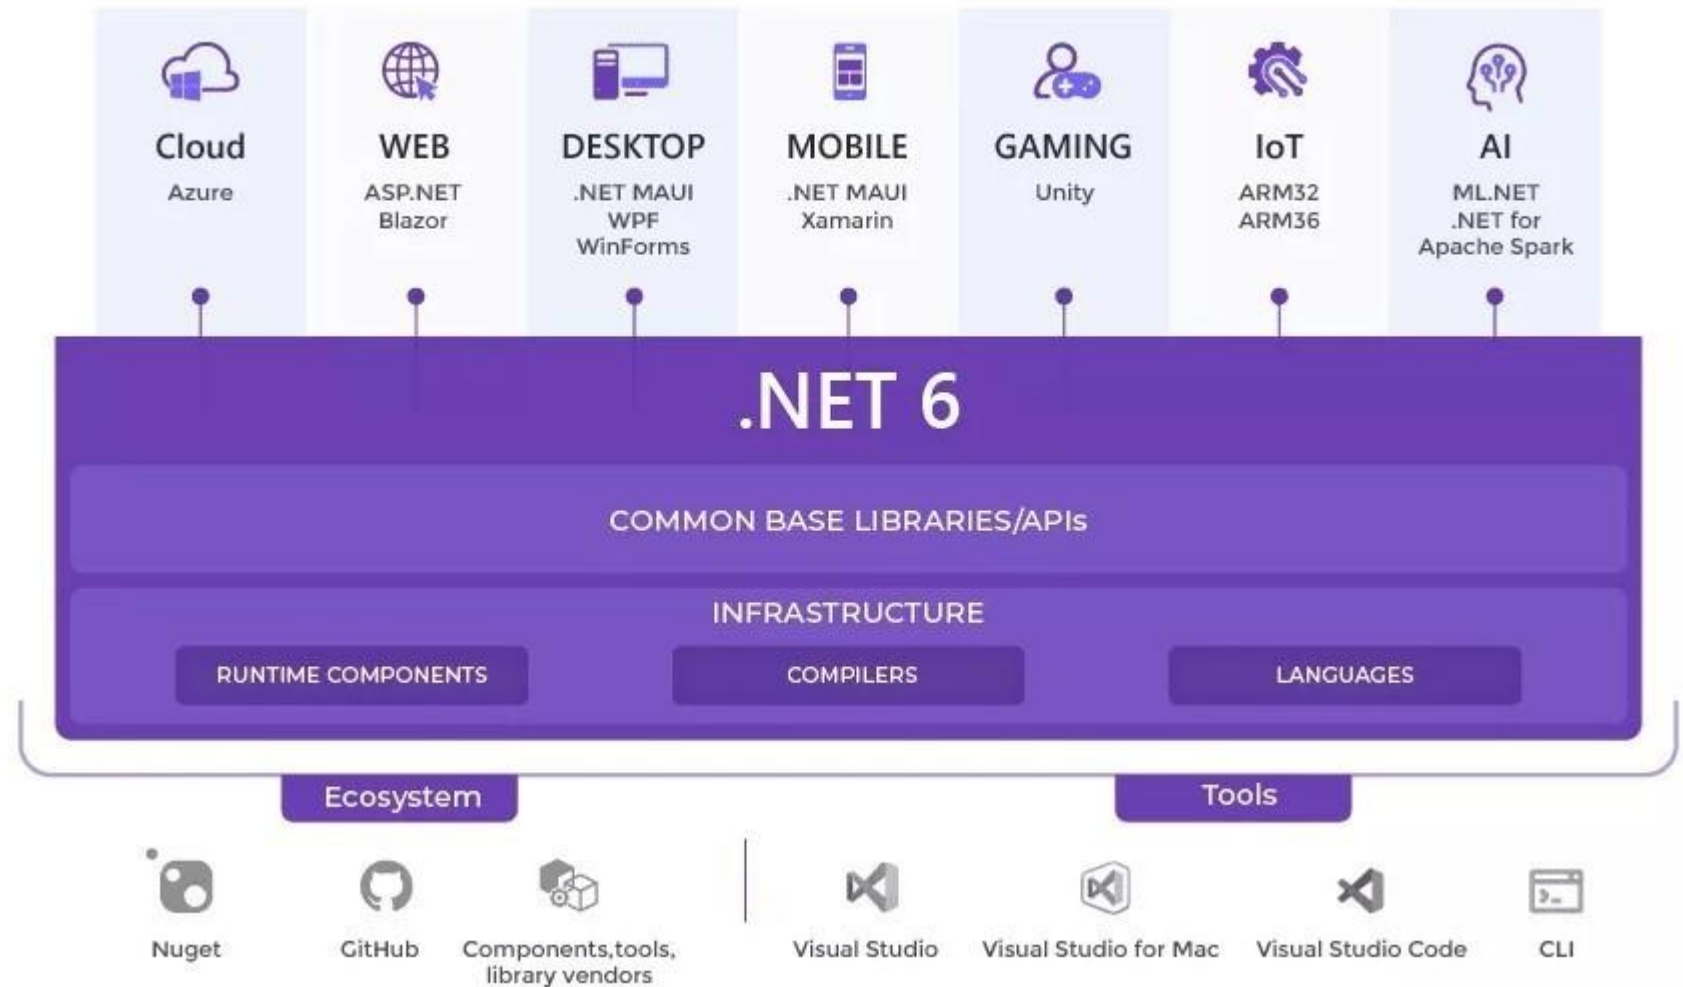 Cloud
Azure
WEB
ASP.NET
Blazor
DESKTOP
.NET MAUI
WPF
WinForms
MOBILE
.NET MAUI
Xamarin
GAMING
Unity
IoT
ARM32
ARM36
AI
ML.NET
.NET for
Apache Spark
.NET 6
COMMON BASE LIBRARIES/APIs
INFRASTRUCTURE
RUNTIME COMPONENTS
COMPILERS
LANGUAGES
Ecosystem
Tools
Nuget
GitHub
Components,tools,
library vendors
Visual Studio
Visual Studio for Mac
Visual Studio Code
CLI